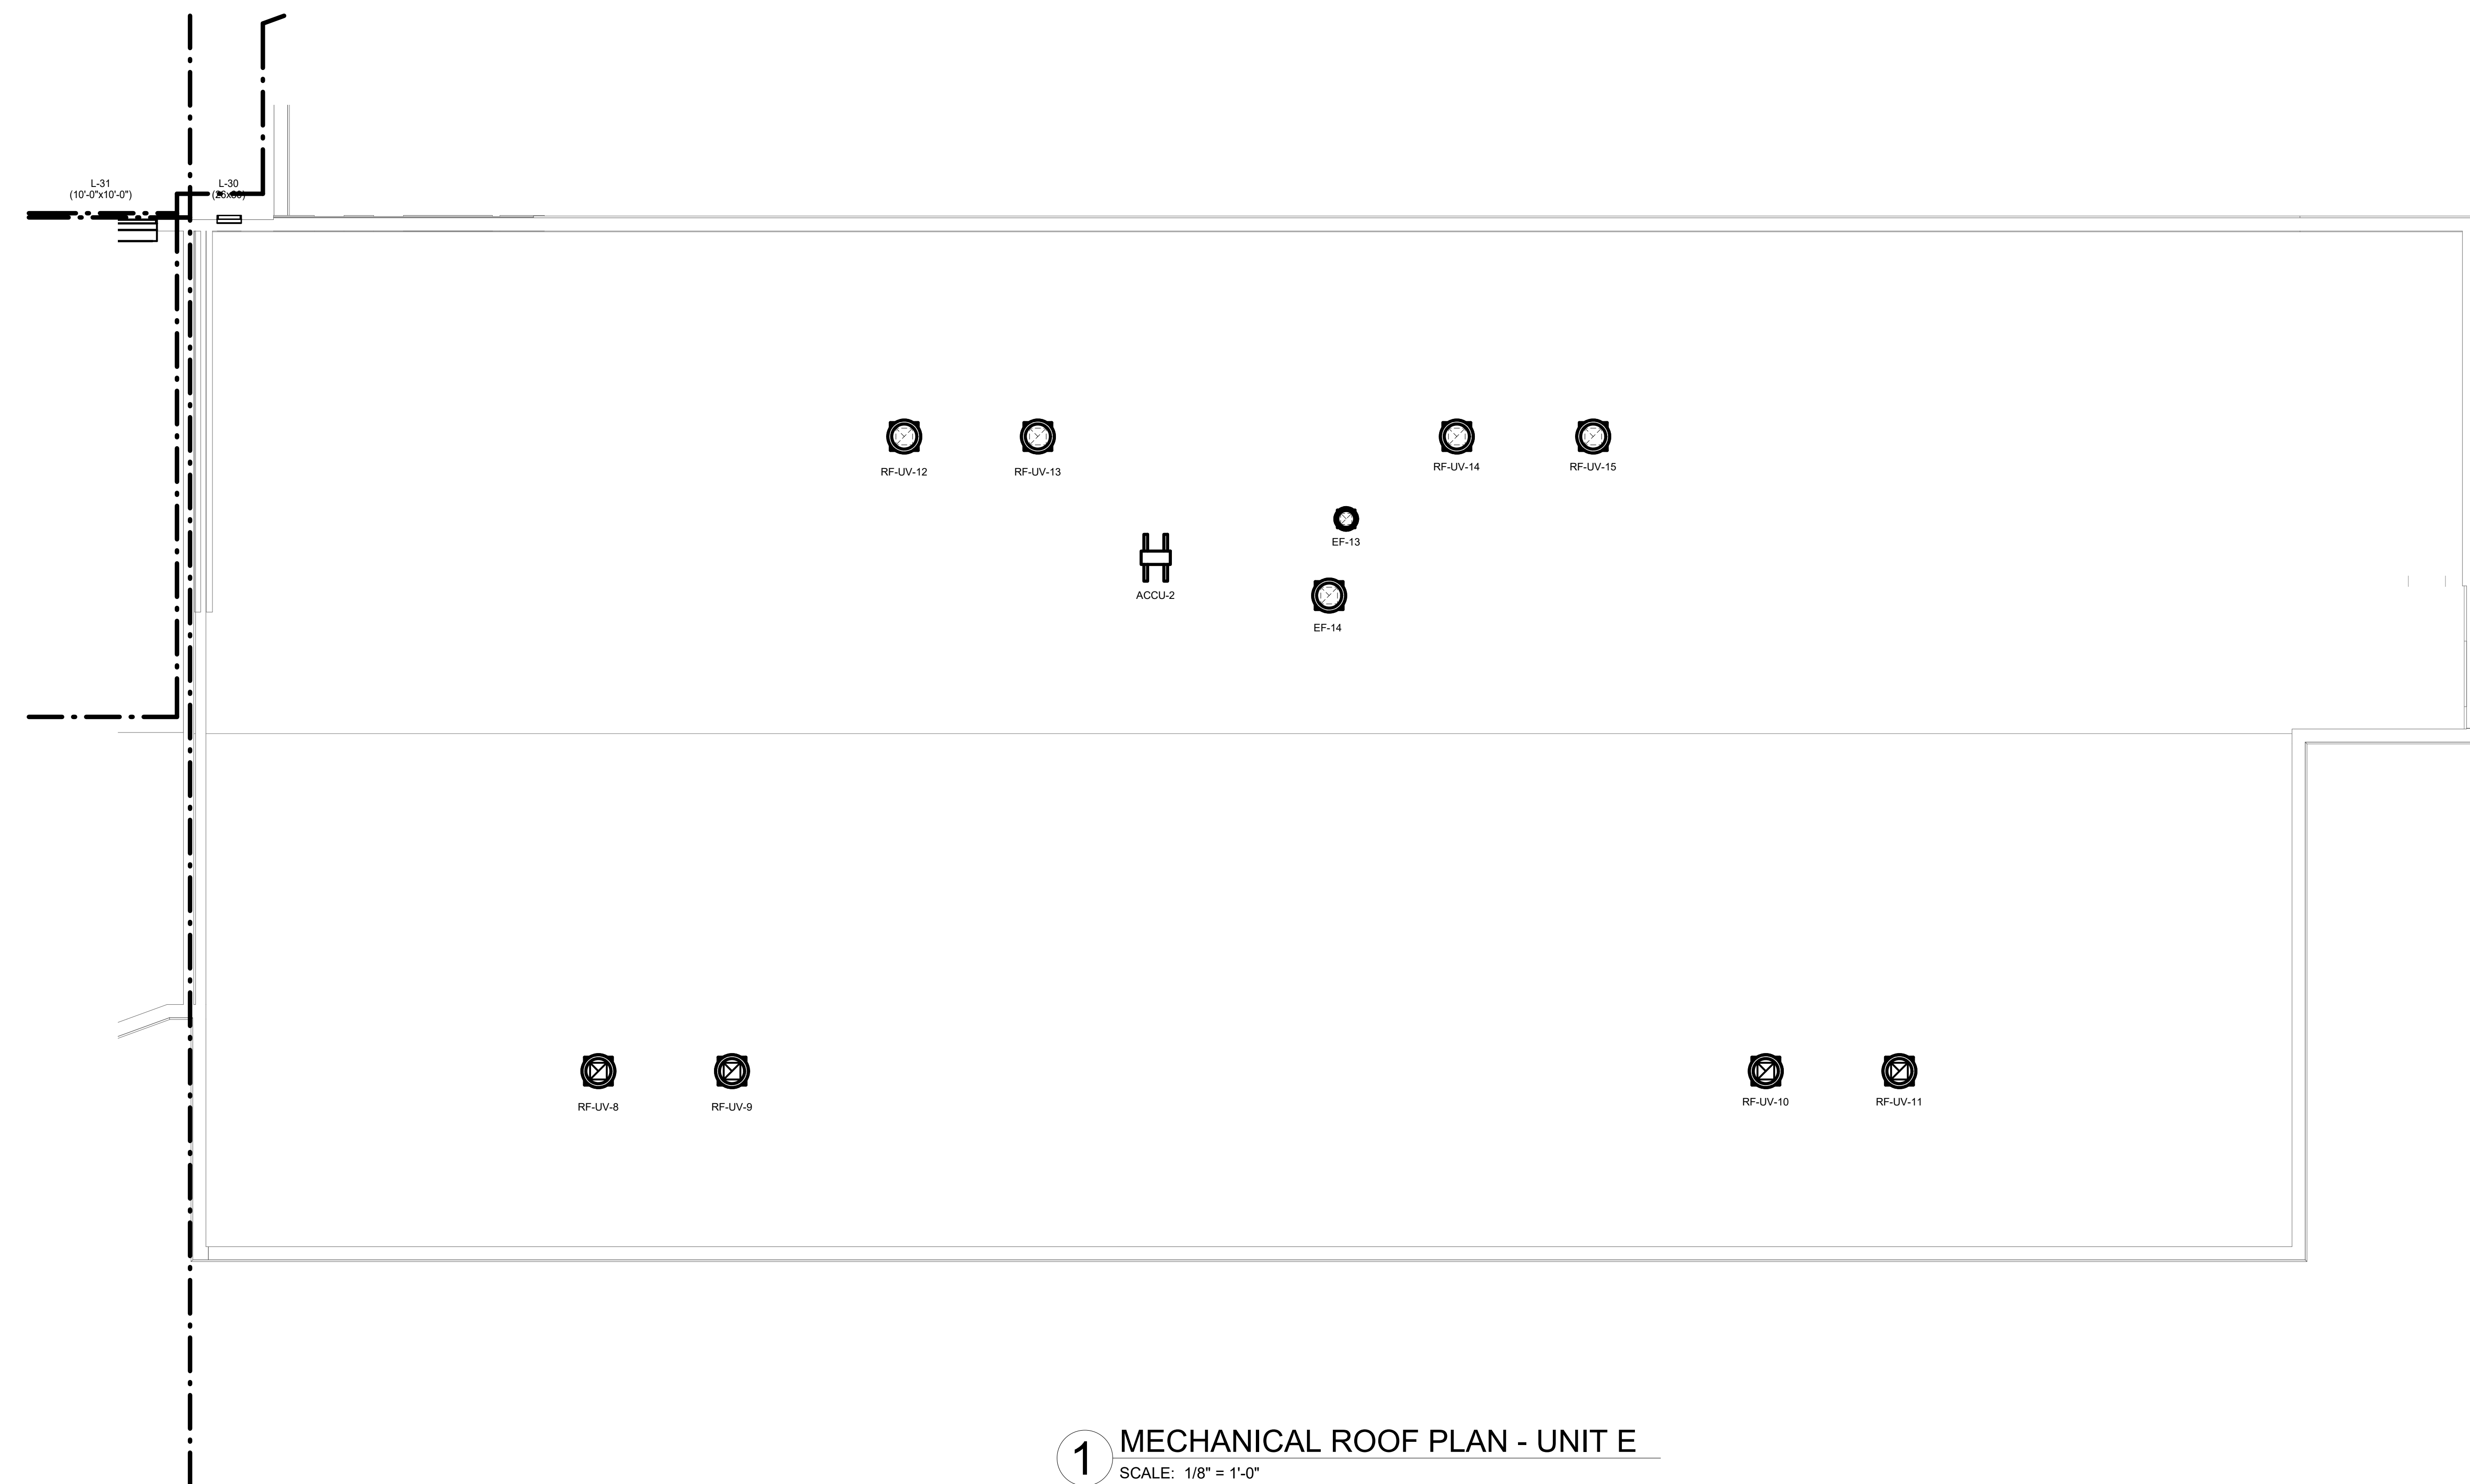 L-31
(10'-0"x10'-0")
L-30
RF-UV-12
RF-UV-13
RF-UV-14
RF-UV-15
EF-13
ACCU-2
EF-14
RF-UV-8
RF-UV-9
RF-UV-10
RF-UV-11
1
MECHANICAL ROOF PLAN - UNIT E
SCALE: 1/8" = 1'-0"